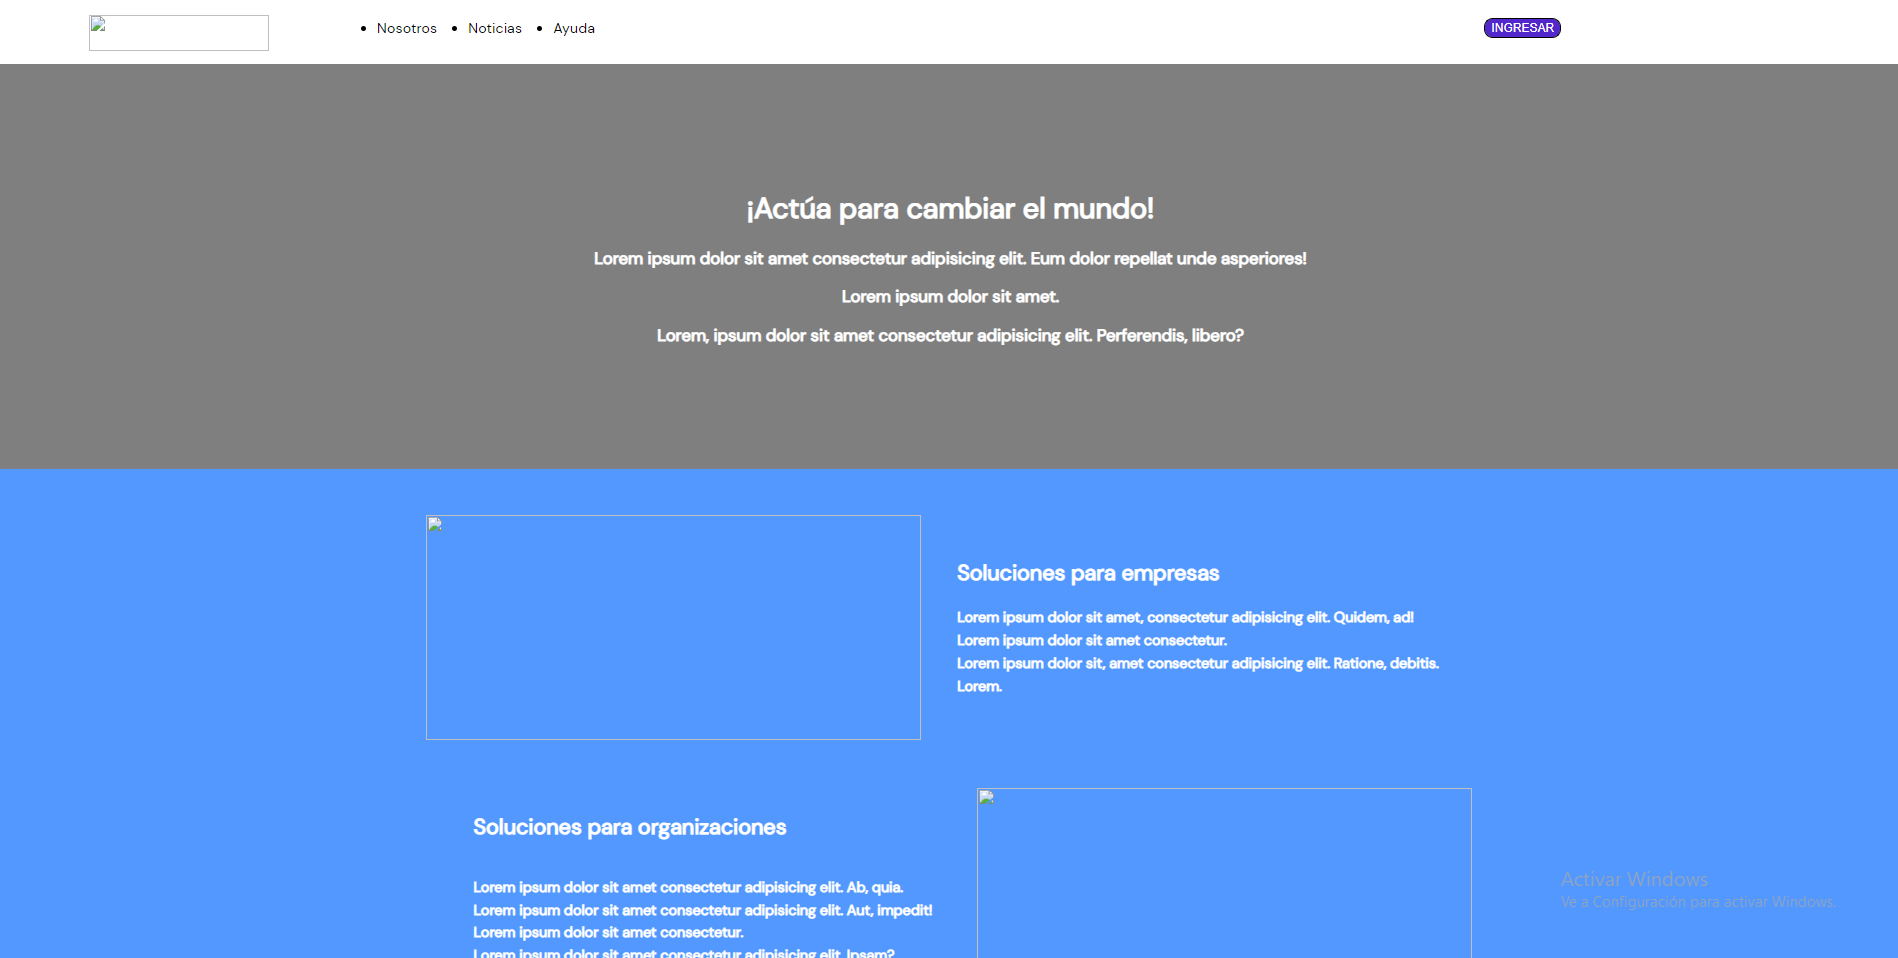 Nosotros
Noticias
Ayuda
INGRESAR
¡Actúa para cambiar el mundo!
Lorem ipsum dolor sit amet consectetur adipisicing elit. Eum dolor repellat unde asperiores!
Lorem ipsum dolor sit amet.
Lorem, ipsum dolor sit amet consectetur adipisicing elit. Perferendis, libero?
Soluciones para empresas
Lorem ipsum dolor sit amet, consectetur adipisicing elit. Quidem, ad!
Lorem ipsum dolor sit amet consectetur.
Lorem ipsum dolor sit, amet consectetur adipisicing elit. Ratione, debitis.
Lorem.
Soluciones para organizaciones
Lorem ipsum dolor sit amet consectetur adipisicing elit. Ab, quia.
Lorem ipsum dolor sit amet consectetur adipisicing elit. Aut, impedit!
Lorem ipsum dolor sit amet consectetur.
Lorem ipsum dolor sit amet consectetur adipisicing elit. Ipsam?
Activar Windows
Ve a Configuración para activar Windows.